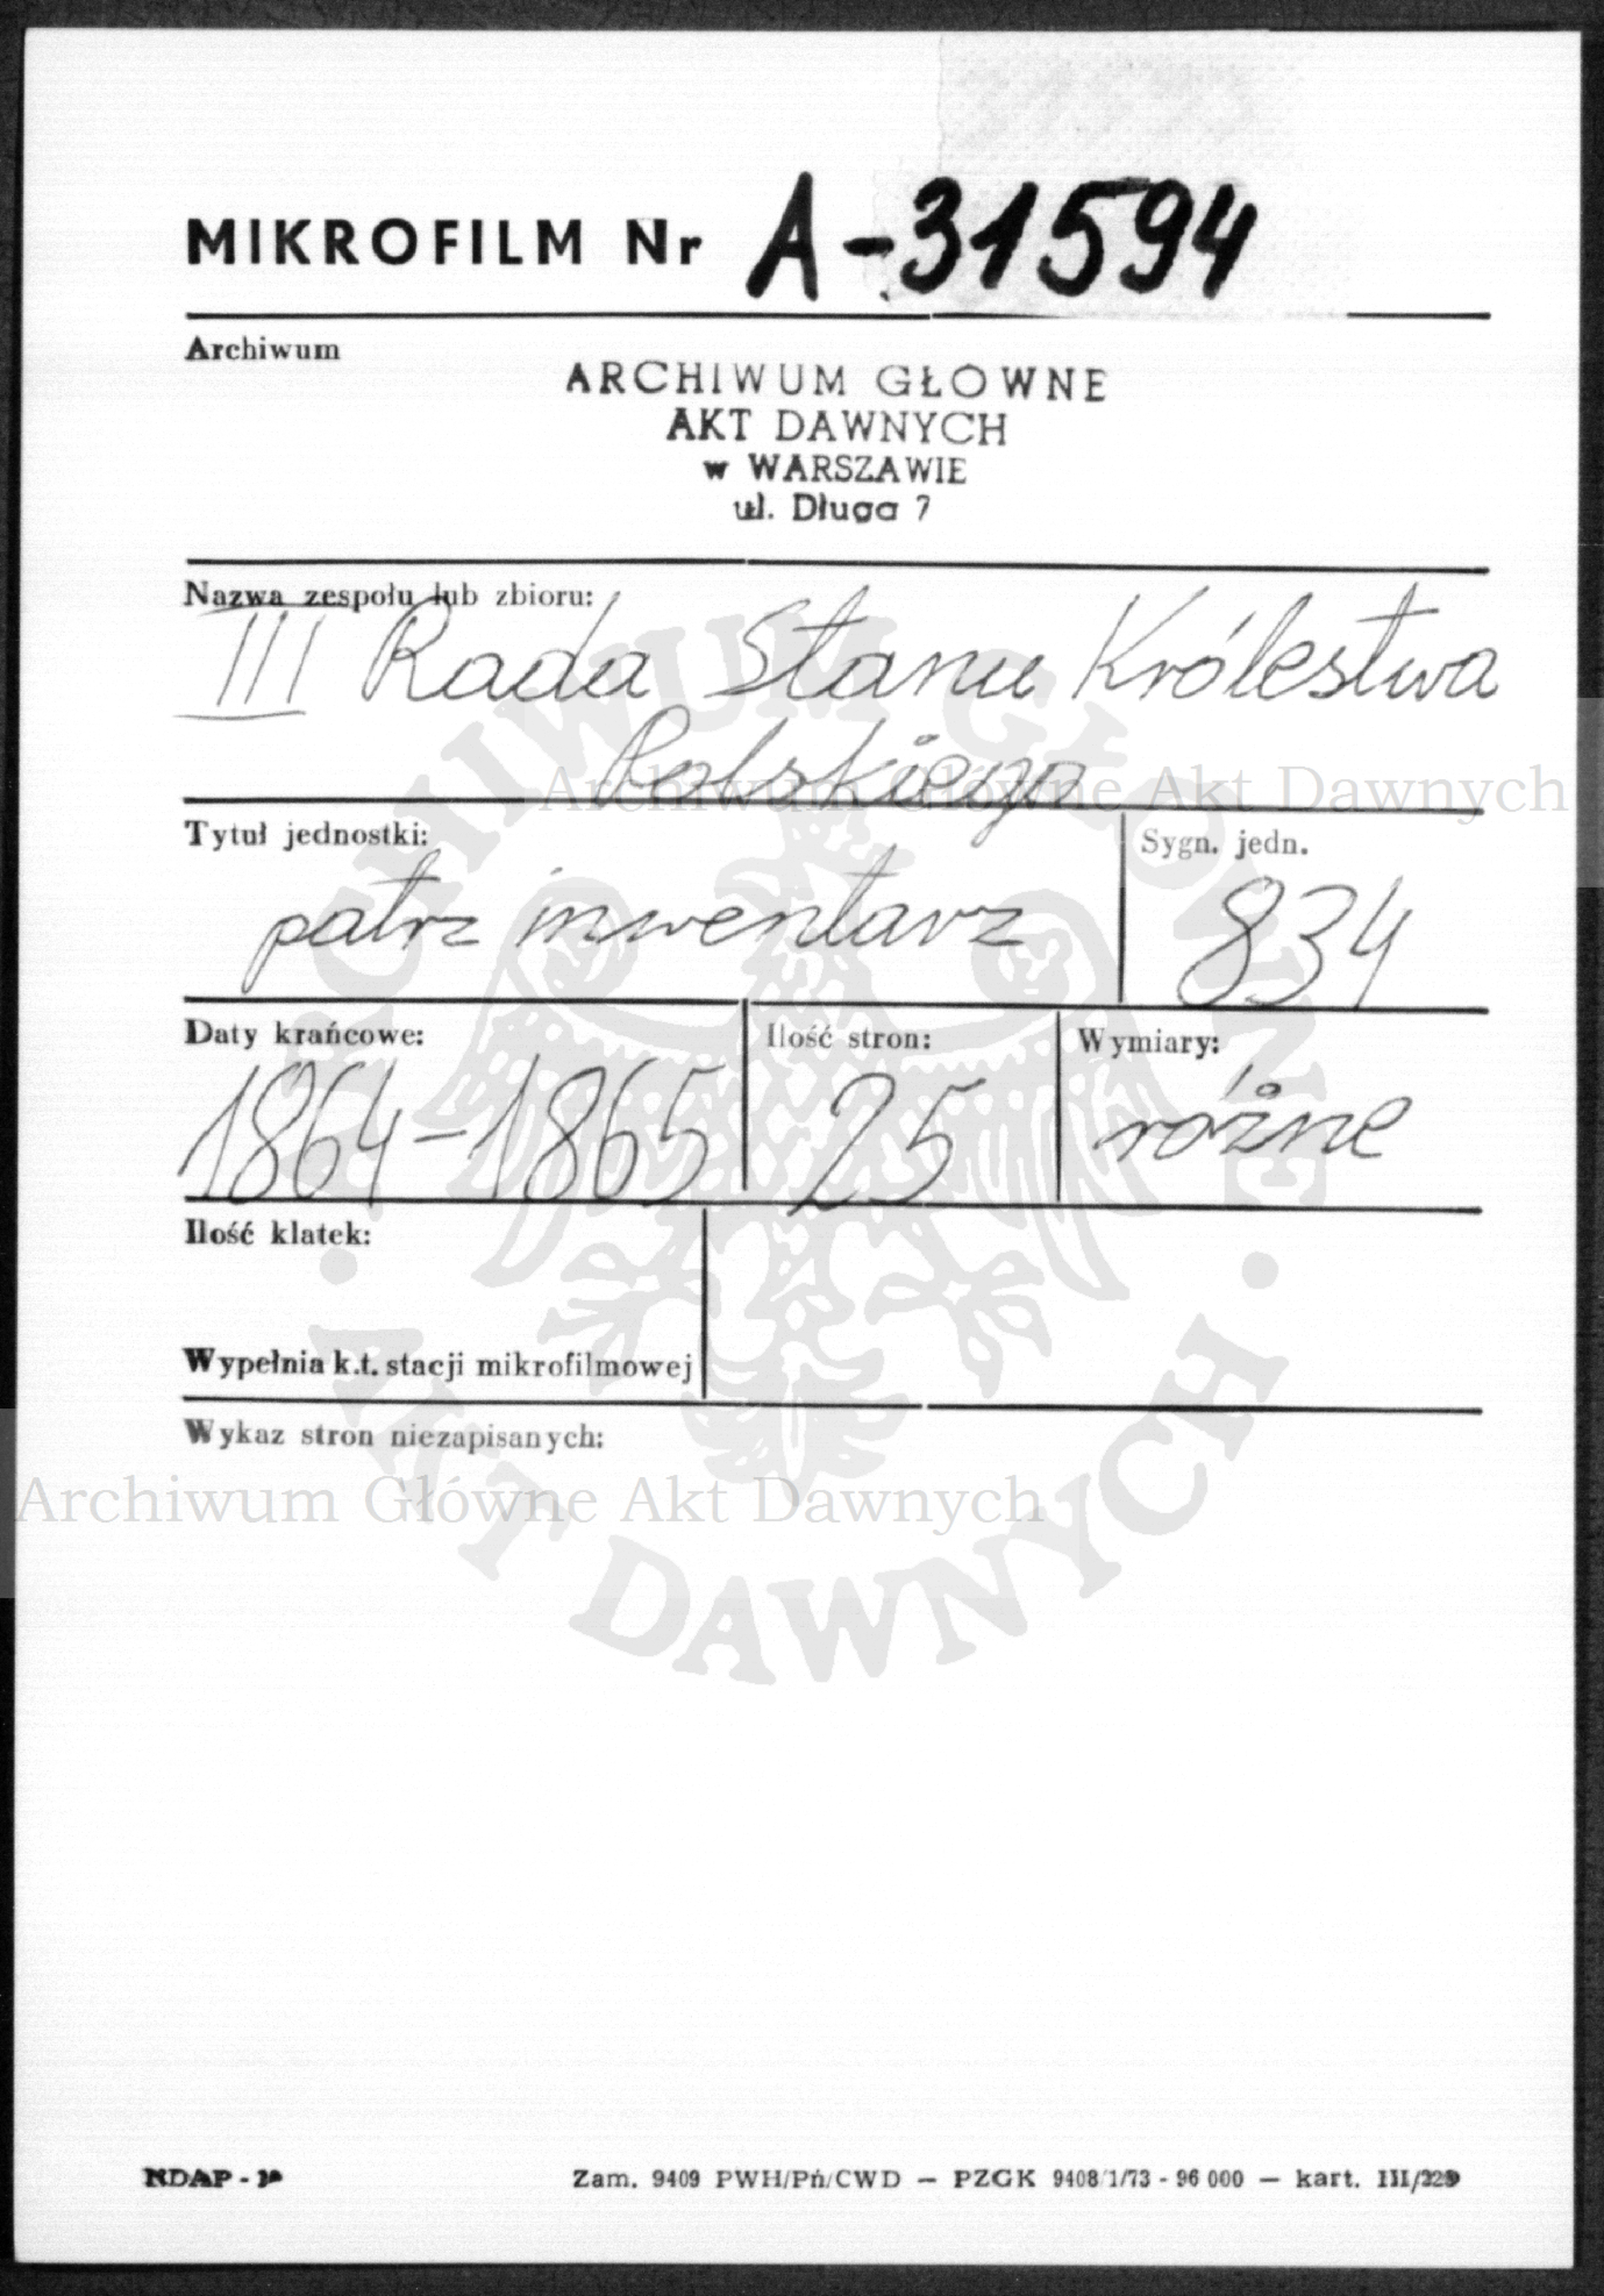 MIKROFILM Nr A-31594
Archiwum
ARCHIWUM GŁOWNE
AKT DAWNYCH
w WARSZAWIE
ul. Długa 7
Nazwa zespołu lub zbioru:
III Rada Stanu Królestwa
Polskiego
Archiwum Główne Akt Dawnych
Tytuł jednostki:
patrz inwentarz
Sygn. jedn.
834
Daty krańcowe:
1864-1865
Ilość stron:
25
Wymiary:
różne
Ilość klatek:
Wypełnia k.t. stacji mikrofilmowej
Wykaz stron niezapisanych:
Archiwum Główne Akt Dawnych
ARCHIWUM GŁÓWNE
· AKT DAWNYCH ·
NDAP -
Zam. 9409 PWH/Pń/CWD — PZGK 9408/1/73 - 96 000 — kart. III/229